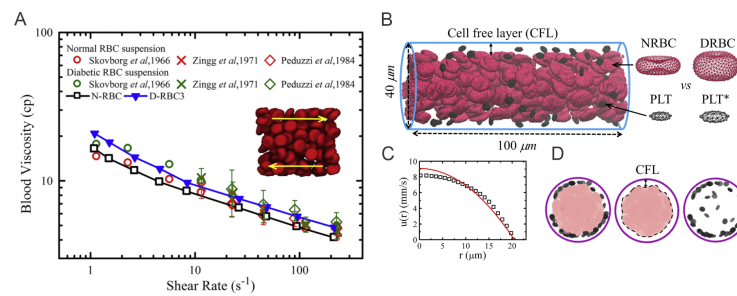 A
Blood Viscosity (cp)
100
10
Normal RBC suspension
Skovborg et al,1966 Zingg et al,1971 Peduzzi et al,1984
Diabetic RBC suspension
Skovborg et al,1966 Zingg et al,1971 Peduzzi et al,1984
N-RBC D-RBC3
1 10 100
Shear Rate (s⁻¹)
B
Cell free layer (CFL)
40 μm
100 μm
NRBC DRBC
vs
PLT PLT*
C
u(r) (mm/s)
10
8
6
4
2
0
0 5 10 15 20 25
r (μm)
D
CFL